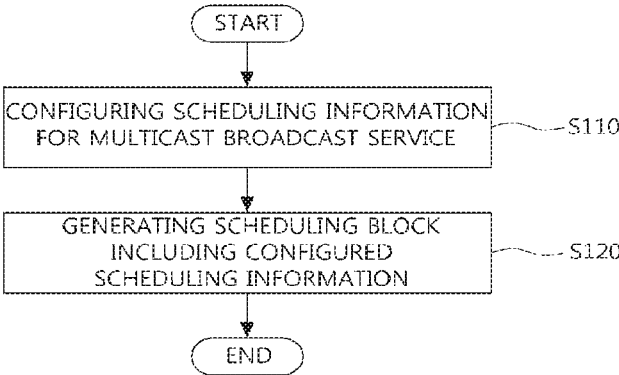 START
CONFIGURING SCHEDULING INFORMATION
FOR MULTICAST BROADCAST SERVICE
S110
GENERATING SCHEDULING BLOCK
INCLUDING CONFIGURED
SCHEDULING INFORMATION
S120
END